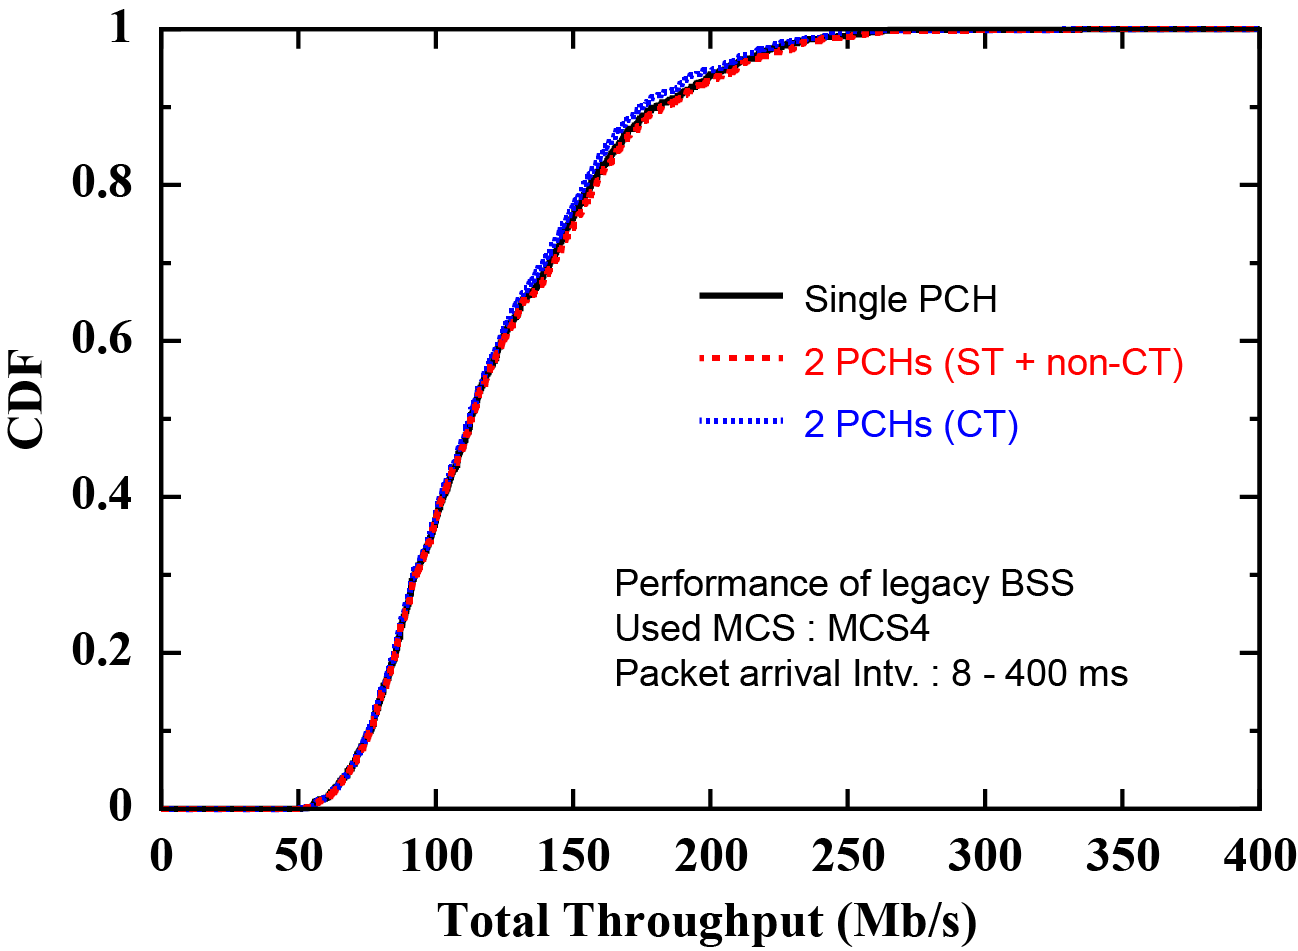 1
0.8
0.6
0.4
0.2
0
CDF
Single PCH
2 PCHs (ST + non-CT)
2 PCHs (CT)
Performance of legacy BSS
Used MCS : MCS4
Packet arrival Intv. : 8 - 400 ms
0 50 100 150 200 250 300 350 400
Total Throughput (Mb/s)